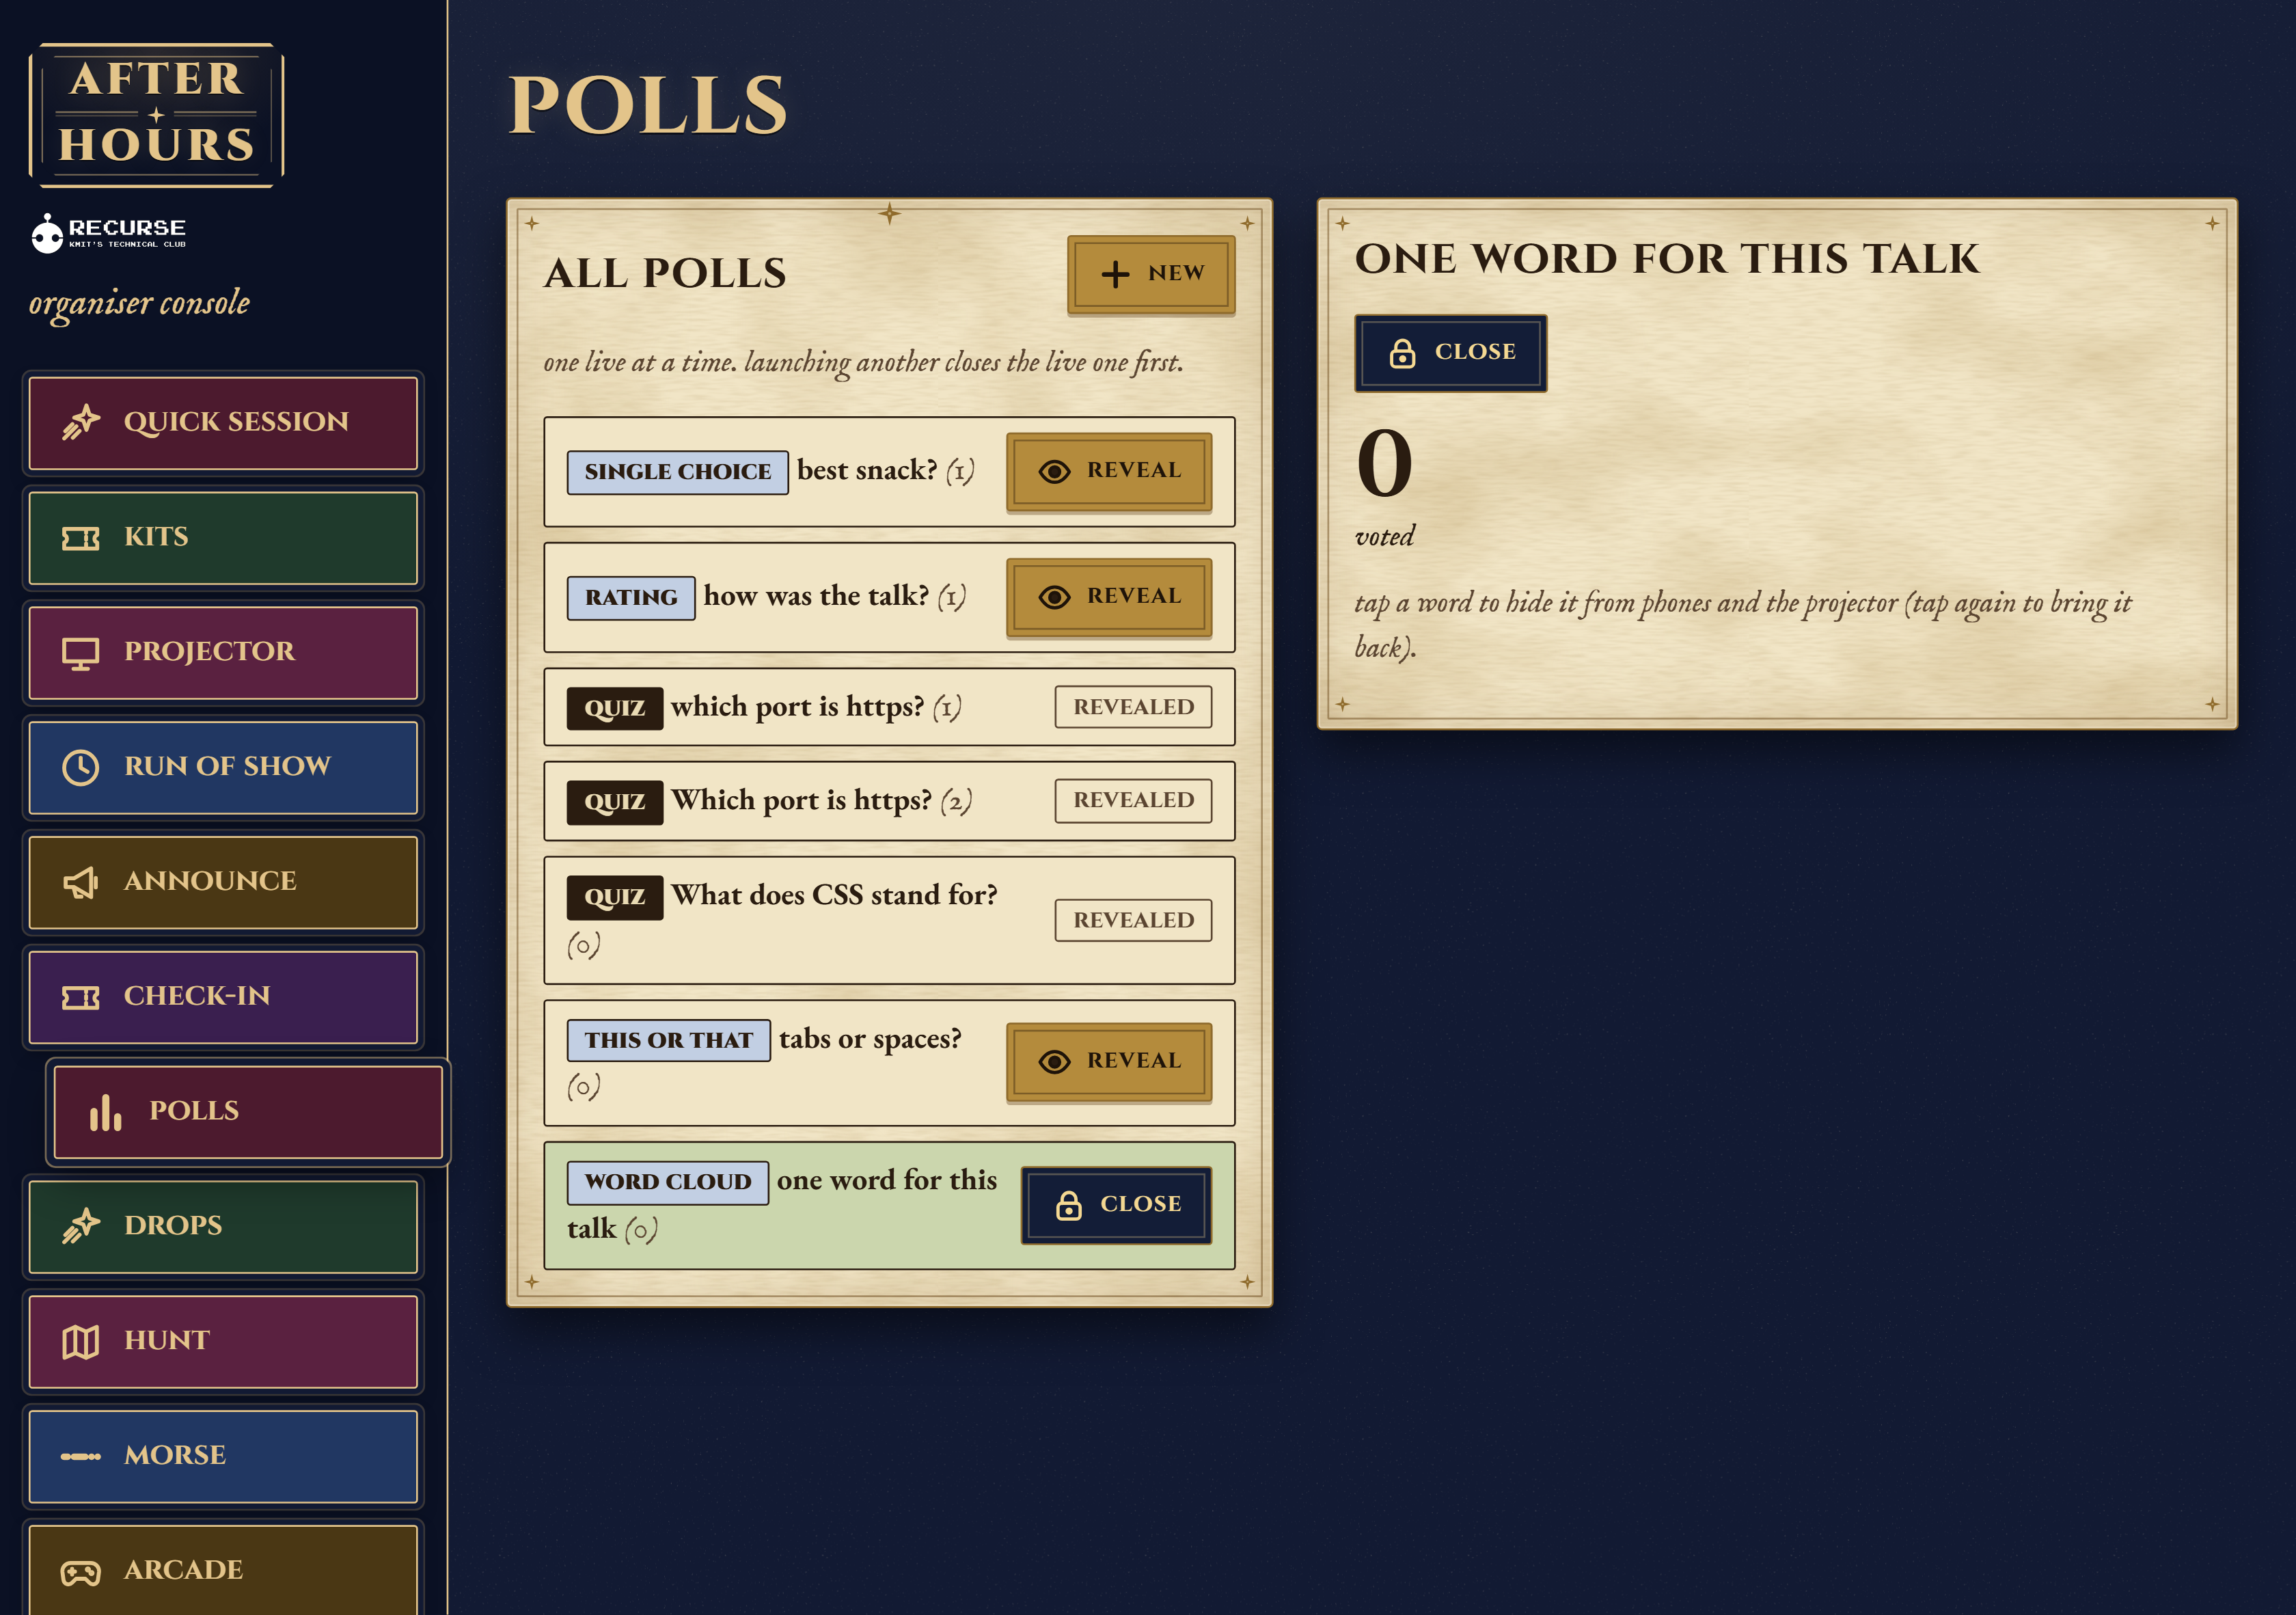 AFTER
HOURS
RECURSE
KMIT'S TECHNICAL CLUB
organiser console
QUICK SESSION
KITS
PROJECTOR
RUN OF SHOW
ANNOUNCE
CHECK-IN
POLLS
DROPS
HUNT
MORSE
ARCADE
POLLS
ALL POLLS
NEW
one live at a time. launching another closes the live one first.
SINGLE CHOICE best snack? (1)
REVEAL
RATING how was the talk? (1)
REVEAL
QUIZ which port is https? (1)
REVEALED
QUIZ Which port is https? (2)
REVEALED
QUIZ What does CSS stand for?
(0)
REVEALED
THIS OR THAT tabs or spaces?
(0)
REVEAL
WORD CLOUD one word for this
talk (0)
CLOSE
ONE WORD FOR THIS TALK
CLOSE
0
voted
tap a word to hide it from phones and the projector (tap again to bring it
back).